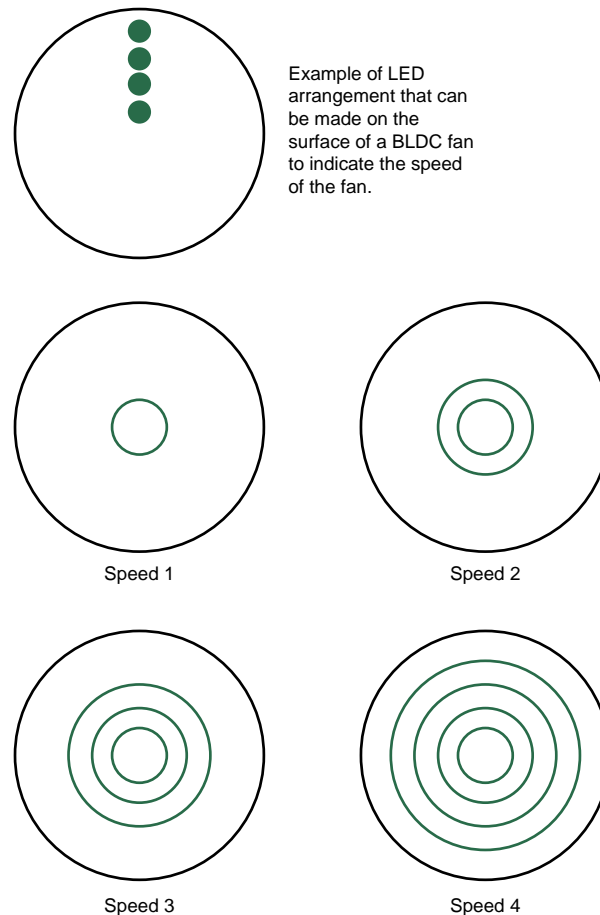 Example of LED
arrangement that can
be made on the
surface of a BLDC fan
to indicate the speed
of the fan.
Speed 1
Speed 2
Speed 3
Speed 4